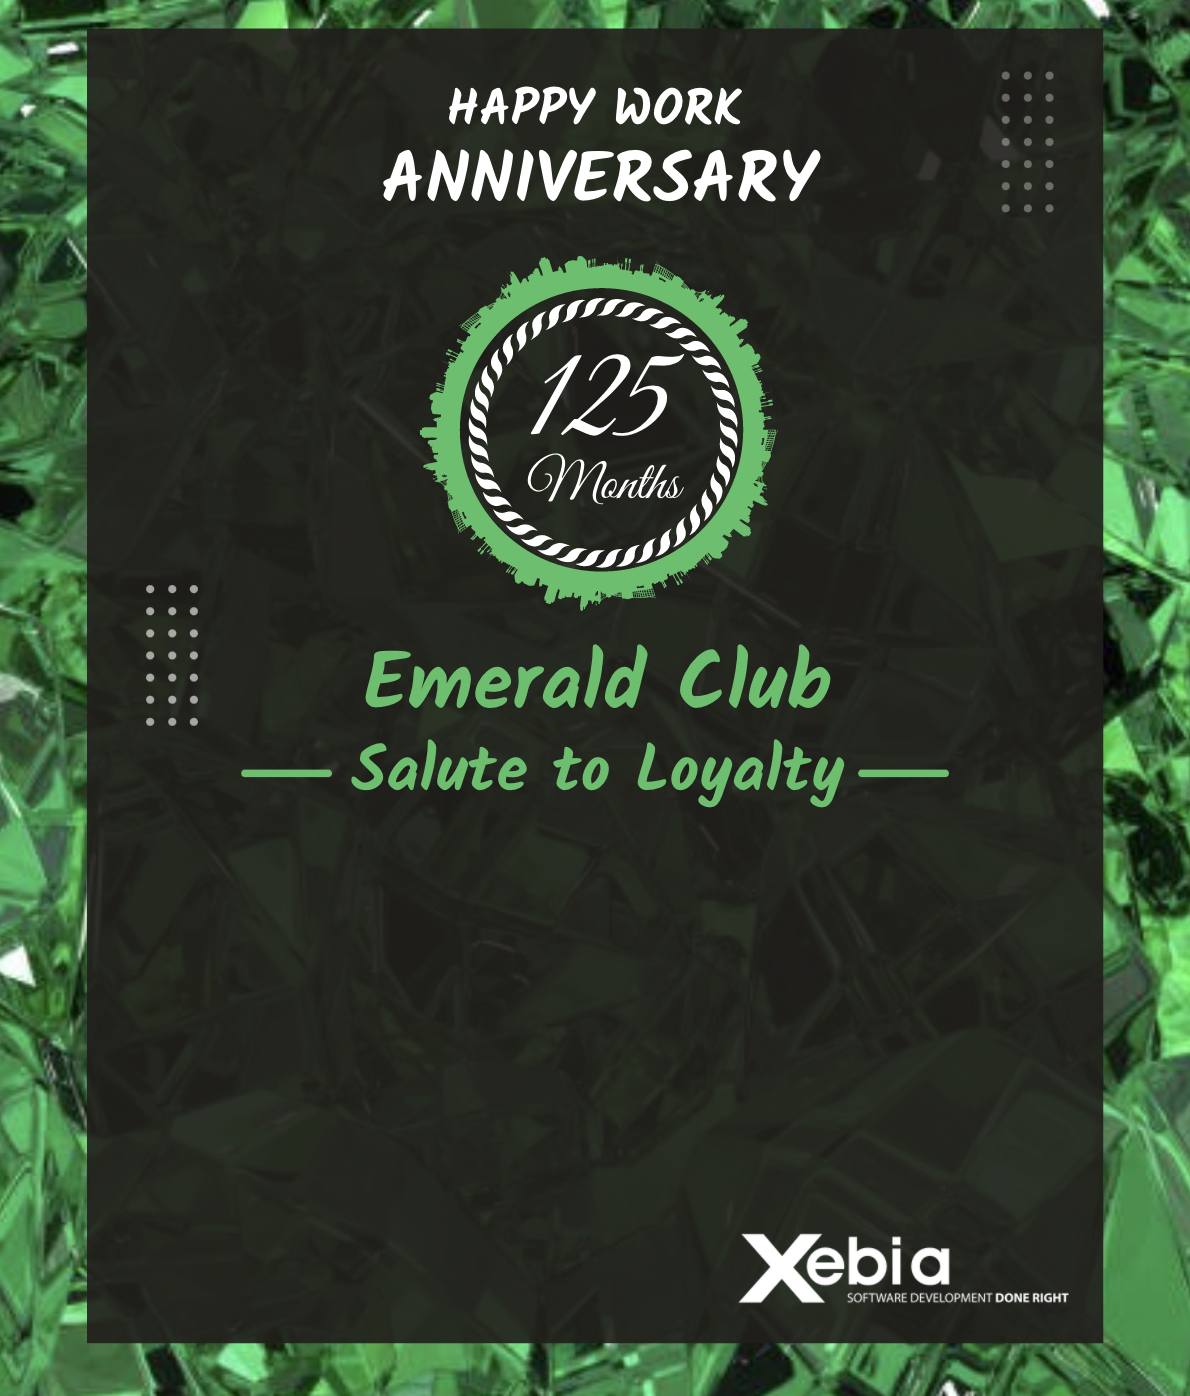 HAPPY WORK
ANNIVERSARY
125
Months
Emerald Club
Salute to Loyalty
Xebia
SOFTWARE DEVELOPMENT DONE RIGHT